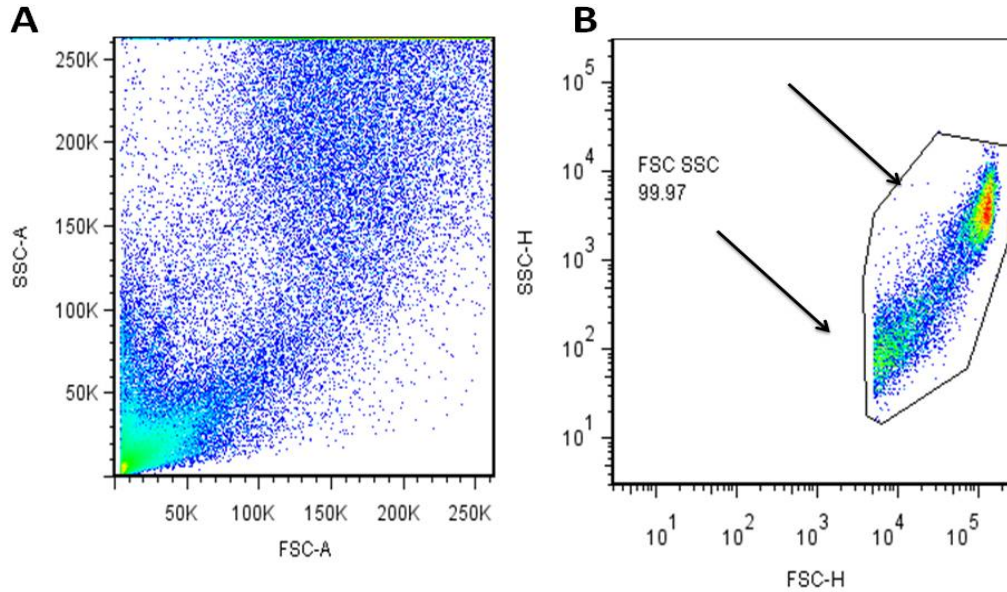 A
B
250K
200K
150K
100K
50K
SSC-A
50K 100K 150K 200K 250K
FSC-A
10^5
10^4
10^3
10^2
10^1
SSC-H
FSC SSC
99.97
10^1 10^2 10^3 10^4 10^5
FSC-H